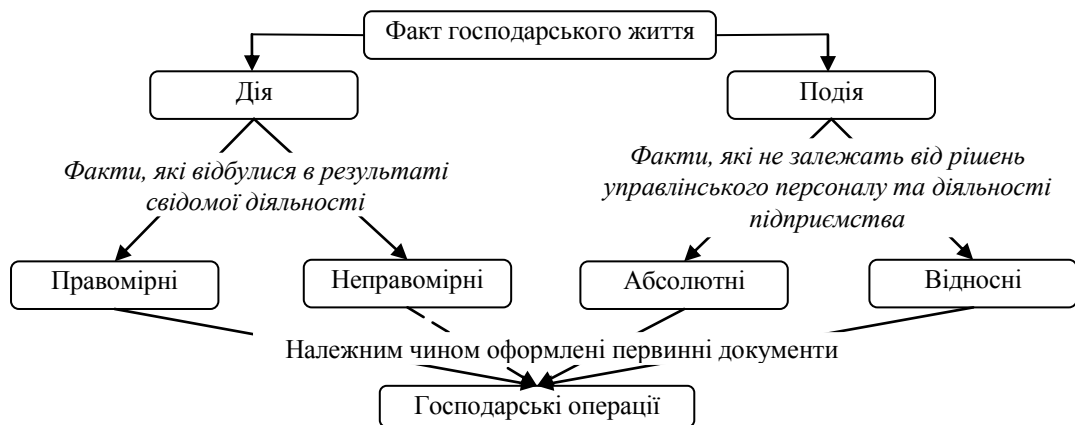 Факт господарського життя
Дія
Подія
Факти, які відбулися в результаті
свідомої діяльності
Факти, які не залежать від рішень
управлінського персоналу та діяльності
підприємства
Правомірні
Неправомірні
Абсолютні
Відносні
Належним чином оформлені первинні документи
Господарські операції